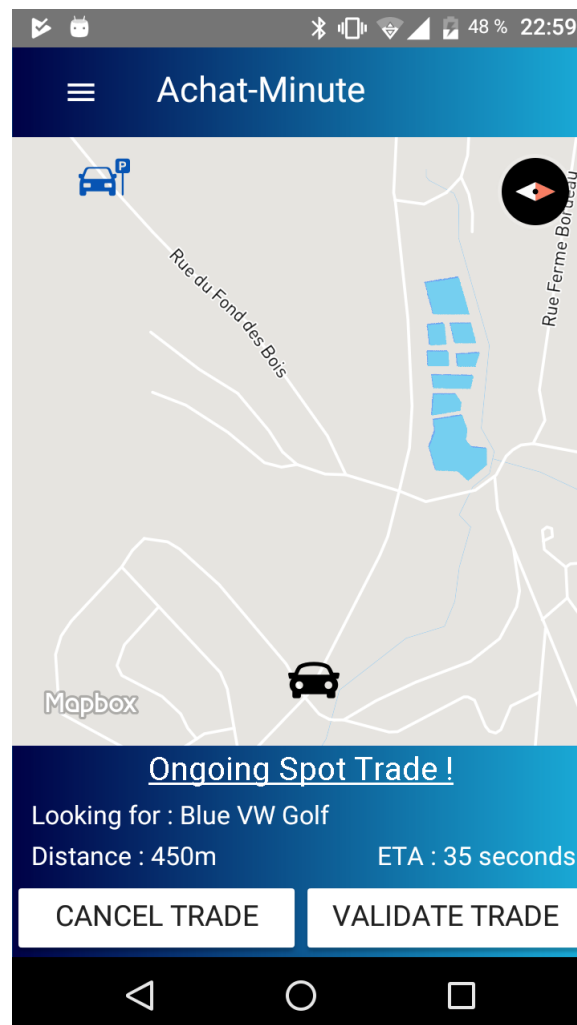 48 % 22:59
Achat-Minute
P
Rue du Fond des Bois
Rue Ferme Bordeau
Mapbox
Ongoing Spot Trade !
Looking for : Blue VW Golf
Distance : 450m
ETA : 35 seconds
CANCEL TRADE
VALIDATE TRADE